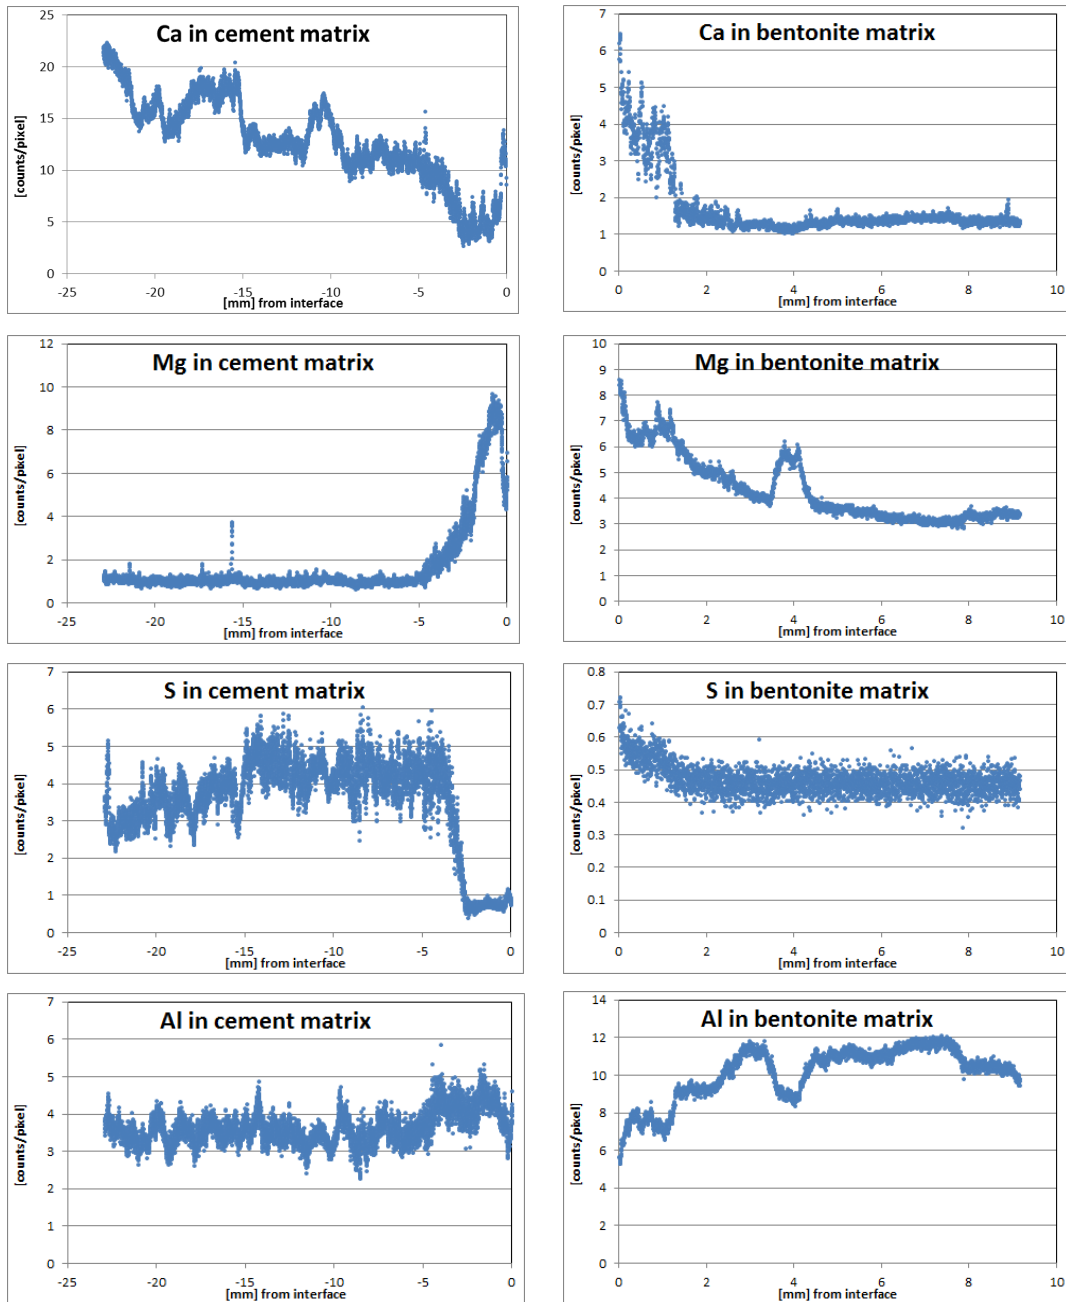 Ca in cement matrix
[counts/pixel]
25
20
15
10
5
0
-25 -20 -15 -10 -5 0
[mm] from interface
Ca in bentonite matrix
[counts/pixel]
7
6
5
4
3
2
1
0
0 2 4 6 8 10
[mm] from interface
Mg in cement matrix
[counts/pixel]
12
10
8
6
4
2
0
-25 -20 -15 -10 -5 0
[mm] from interface
Mg in bentonite matrix
[counts/pixel]
10
9
8
7
6
5
4
3
2
1
0
0 2 4 6 8 10
[mm] from interface
S in cement matrix
[counts/pixel]
7
6
5
4
3
2
1
0
-25 -20 -15 -10 -5 0
[mm] from interface
S in bentonite matrix
[counts/pixel]
0.8
0.7
0.6
0.5
0.4
0.3
0.2
0.1
0
0 2 4 6 8 10
[mm] from interface
Al in cement matrix
[counts/pixel]
7
6
5
4
3
2
1
0
-25 -20 -15 -10 -5 0
[mm] from interface
Al in bentonite matrix
[counts/pixel]
14
12
10
8
6
4
2
0
0 2 4 6 8 10
[mm] from interface